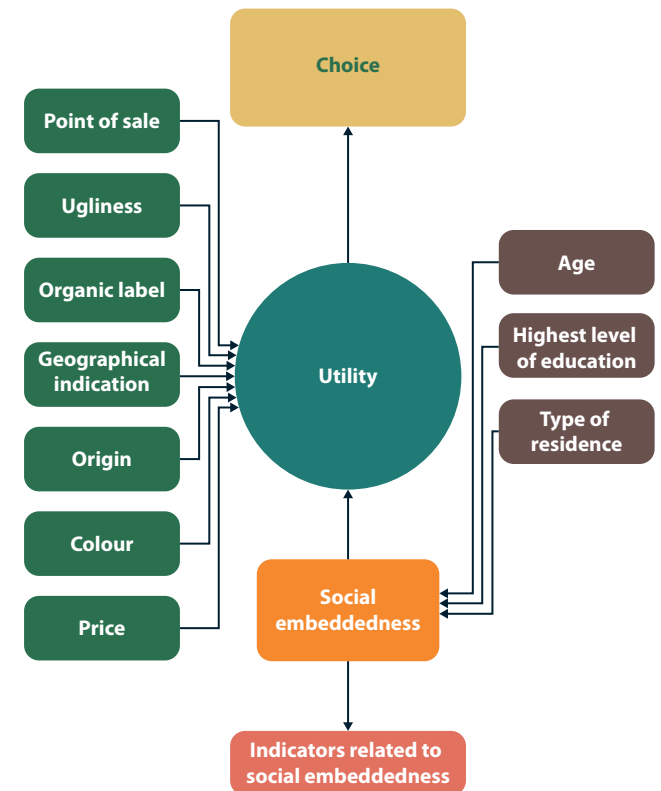 Choice
Point of sale
Ugliness
Organic label
Geographical
indication
Origin
Colour
Price
Utility
Age
Highest level
of education
Type of
residence
Social
embeddedness
Indicators related to
social embeddedness